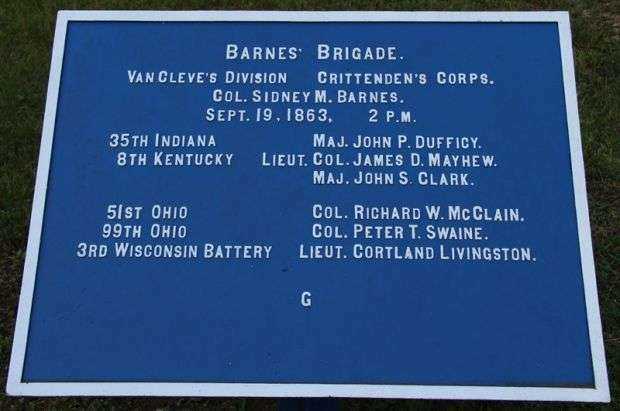 BARNES' BRIGADE.
VANCLEVE'S DIVISION CRITTENDEN'S CORPS.
COL. SIDNEY M. BARNES.
SEPT. 19, 1863, 2 P.M.
35TH INDIANA MAJ. JOHN P. DUFFICY.
8TH KENTUCKY LIEUT. COL. JAMES D. MAYHEW.
MAJ. JOHN S. CLARK.
51ST OHIO COL. RICHARD W. MCCLAIN.
99TH OHIO COL. PETER T. SWAINE.
3RD WISCONSIN BATTERY LIEUT. CORTLAND LIVINGSTON.
G